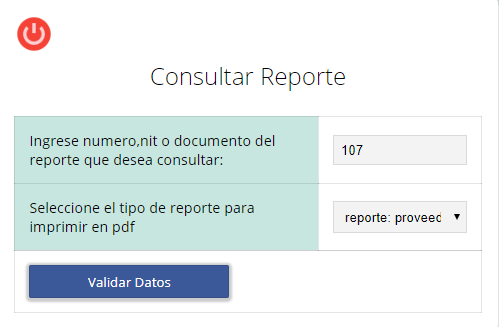 Consultar Reporte
Ingrese numero,nit o documento del
reporte que desea consultar:
107
Seleccione el tipo de reporte para
imprimir en pdf
reporte: proveed
Validar Datos